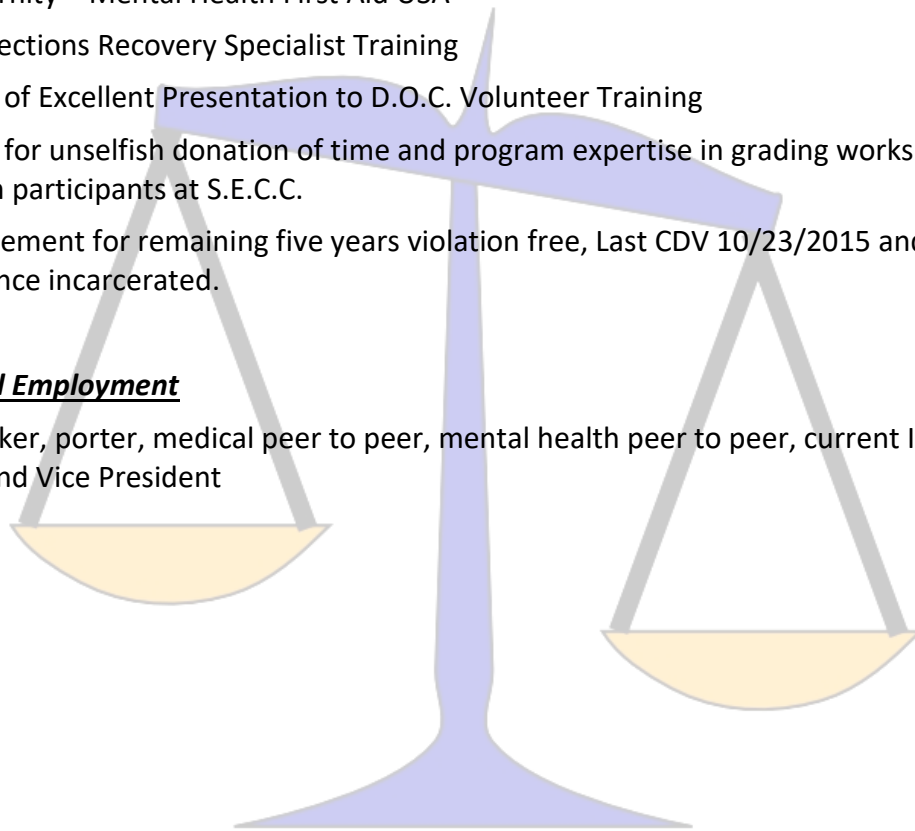 ections Recovery Specialist Training
of Excellent Presentation to D.O.C. Volunteer Training
for unselfish donation of time and program expertise in grading works
participants at S.E.C.C.
ement for remaining five years violation free, Last CDV 10/23/2015 and
nce incarcerated.
Employment
ker, porter, medical peer to peer, mental health peer to peer, current I
nd Vice President